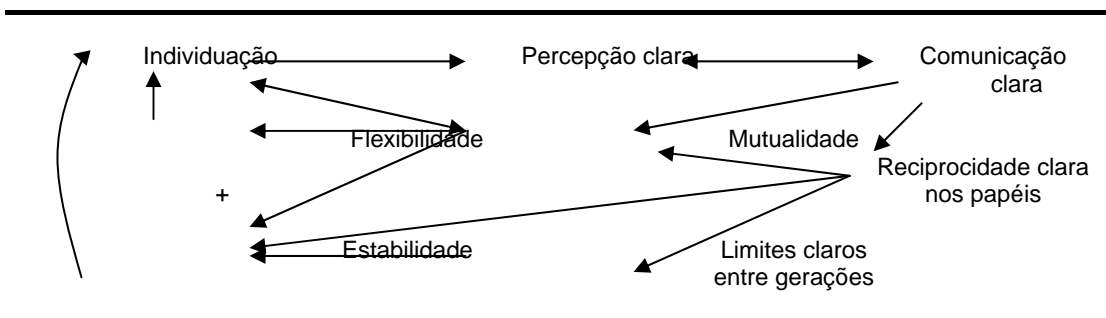 Individuação Percepção clara Comunicação
clara
Flexibilidade Mutualidade
Reciprocidade clara
nos papéis
+
Estabilidade Limites claros
entre gerações